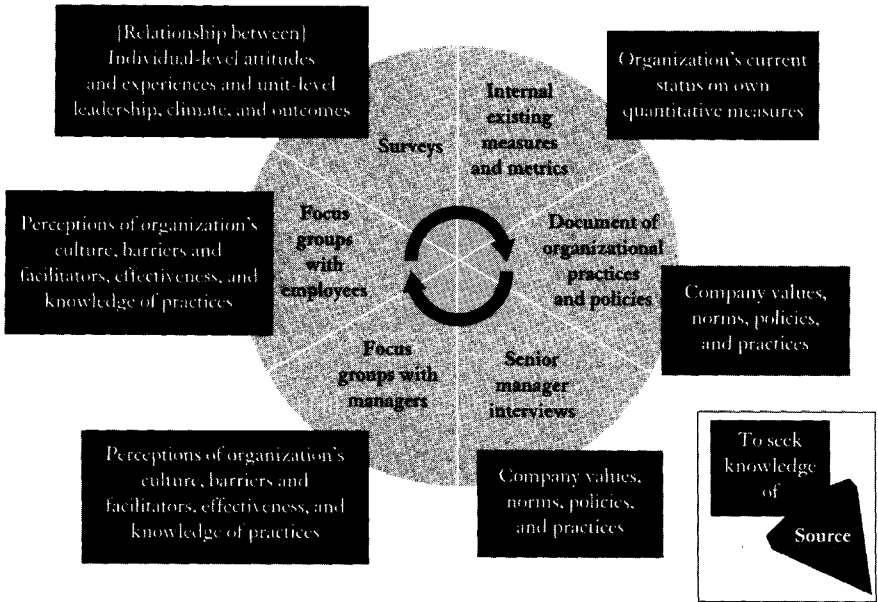 {Relationship between}
Individual-level attitudes
and experiences and unit-level
leadership, climate, and outcomes
Surveys
Internal
existing
measures
and metrics
Organization's current
status on own
quantitative measures
Perceptions of organization's
culture, barriers and
facilitators, effectiveness, and
knowledge of practices
Focus
groups
with
employees
Document of
organizational
practices
and policies
Company values,
norms, policies,
and practices
Focus
groups with
managers
Senior
manager
interviews
Perceptions of organization's
culture, barriers and
facilitators, effectiveness, and
knowledge of practices
Company values,
norms, policies,
and practices
To seek
knowledge
of
Source